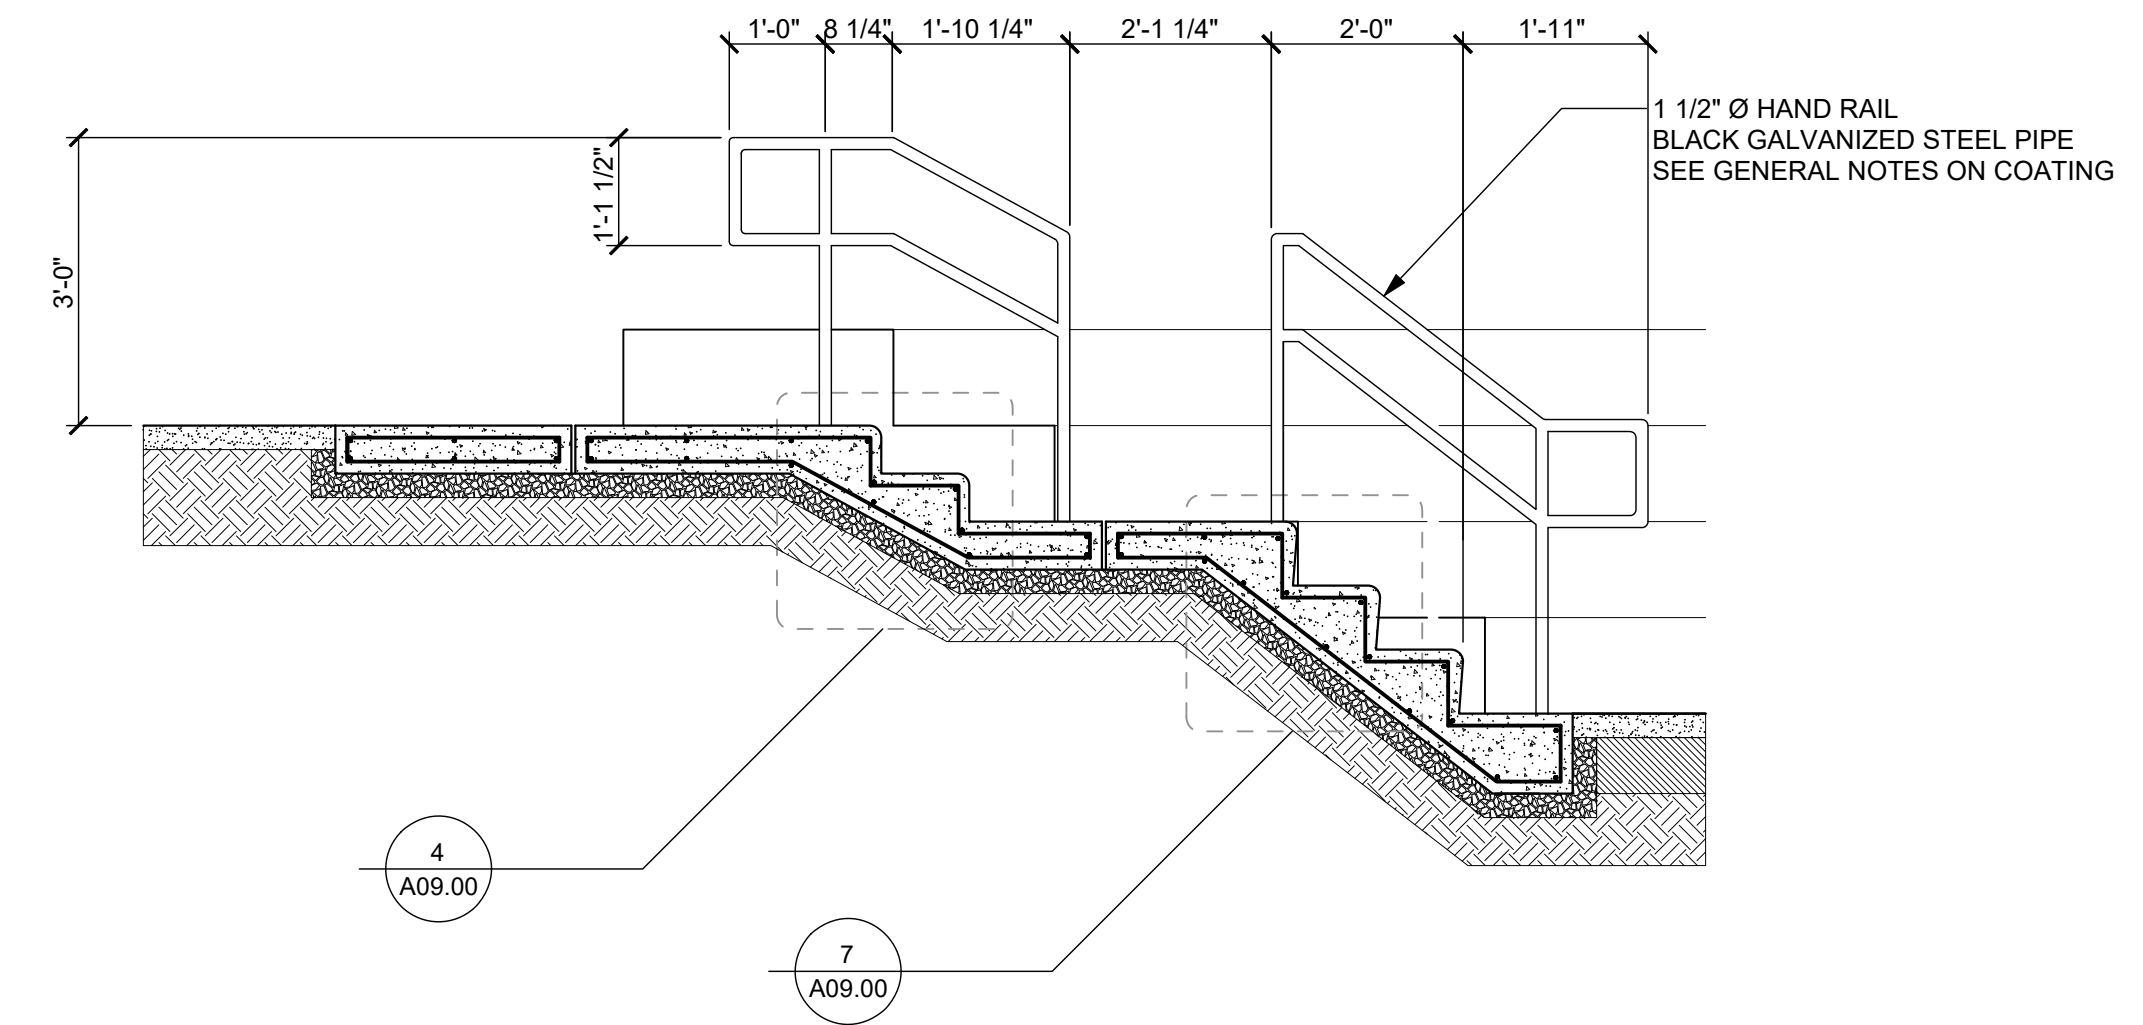 1'-0" 8 1/4" 1'-10 1/4" 2'-1 1/4" 2'-0" 1'-11"
1 1/2" Ø HAND RAIL
BLACK GALVANIZED STEEL PIPE
SEE GENERAL NOTES ON COATING
1'-1 1/2"
3'-0"
4
A09.00
7
A09.00